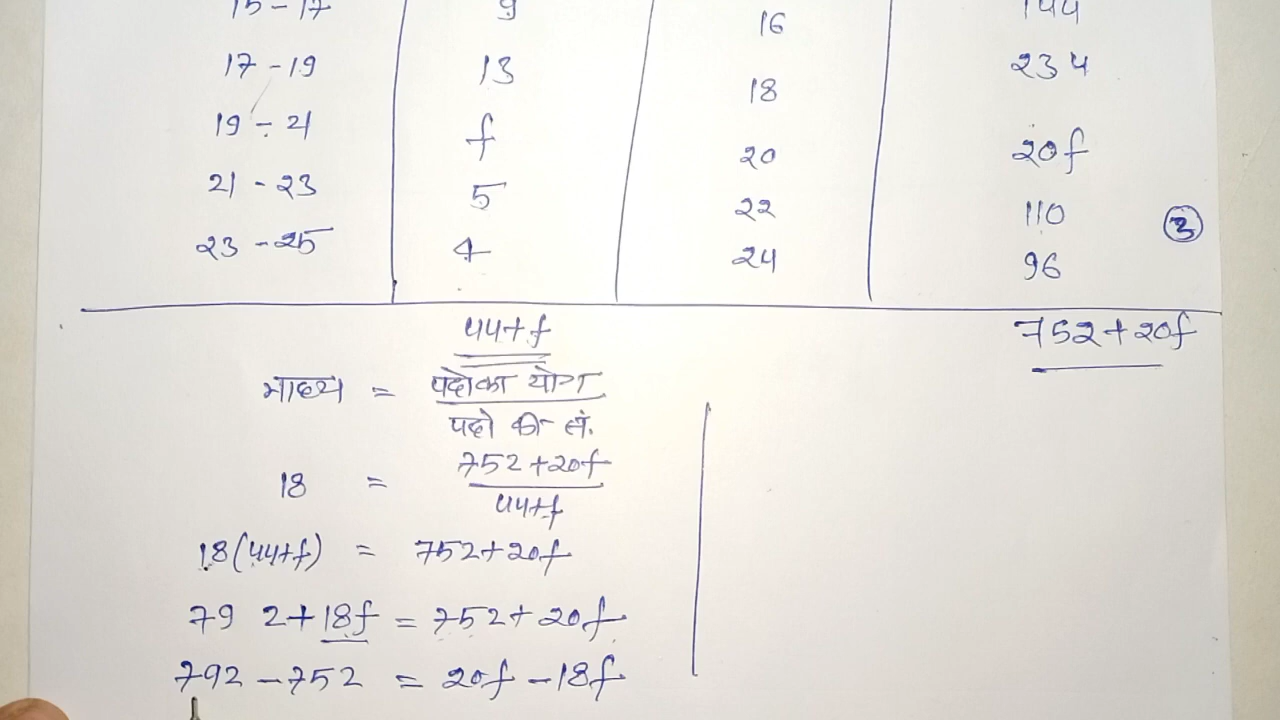 15-17 9 16 144
17-19 13 18 234
19-21 f 20 20f
21-23 5 22 110
③
23-25 4 24 96
44+f 752+20f
माध्य = पदो का योग
पदो की सं.
18 = 752+20f
44+f
18(44+f) = 752+20f
79 2+18f = 752+20f
792-752 = 20f-18f